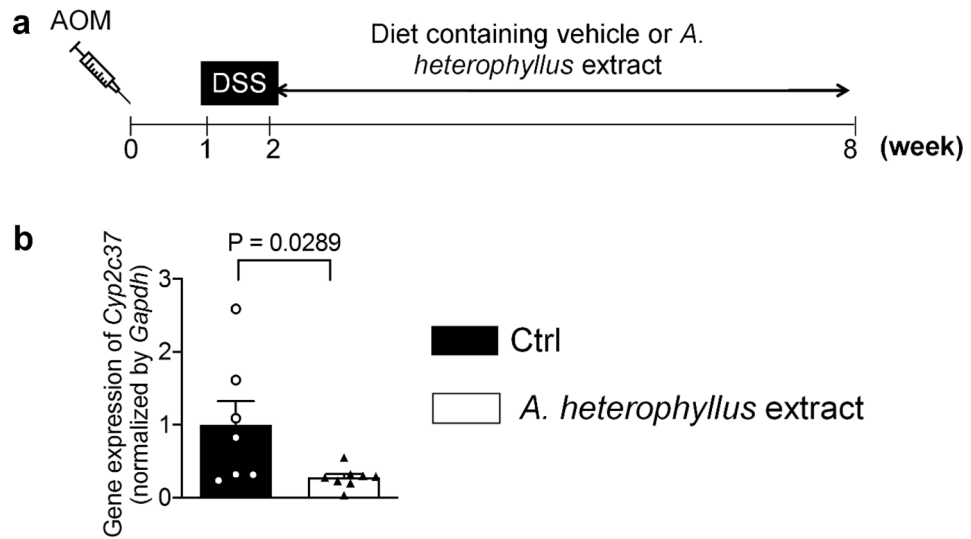 a
AOM
Diet containing vehicle or A.
heterophyllus extract
DSS
0 1 2 8 (week)
b
P = 0.0289
Gene expression of Cyp2c37
(normalized by Gapdh)
3
2
1
0
Ctrl
A. heterophyllus extract